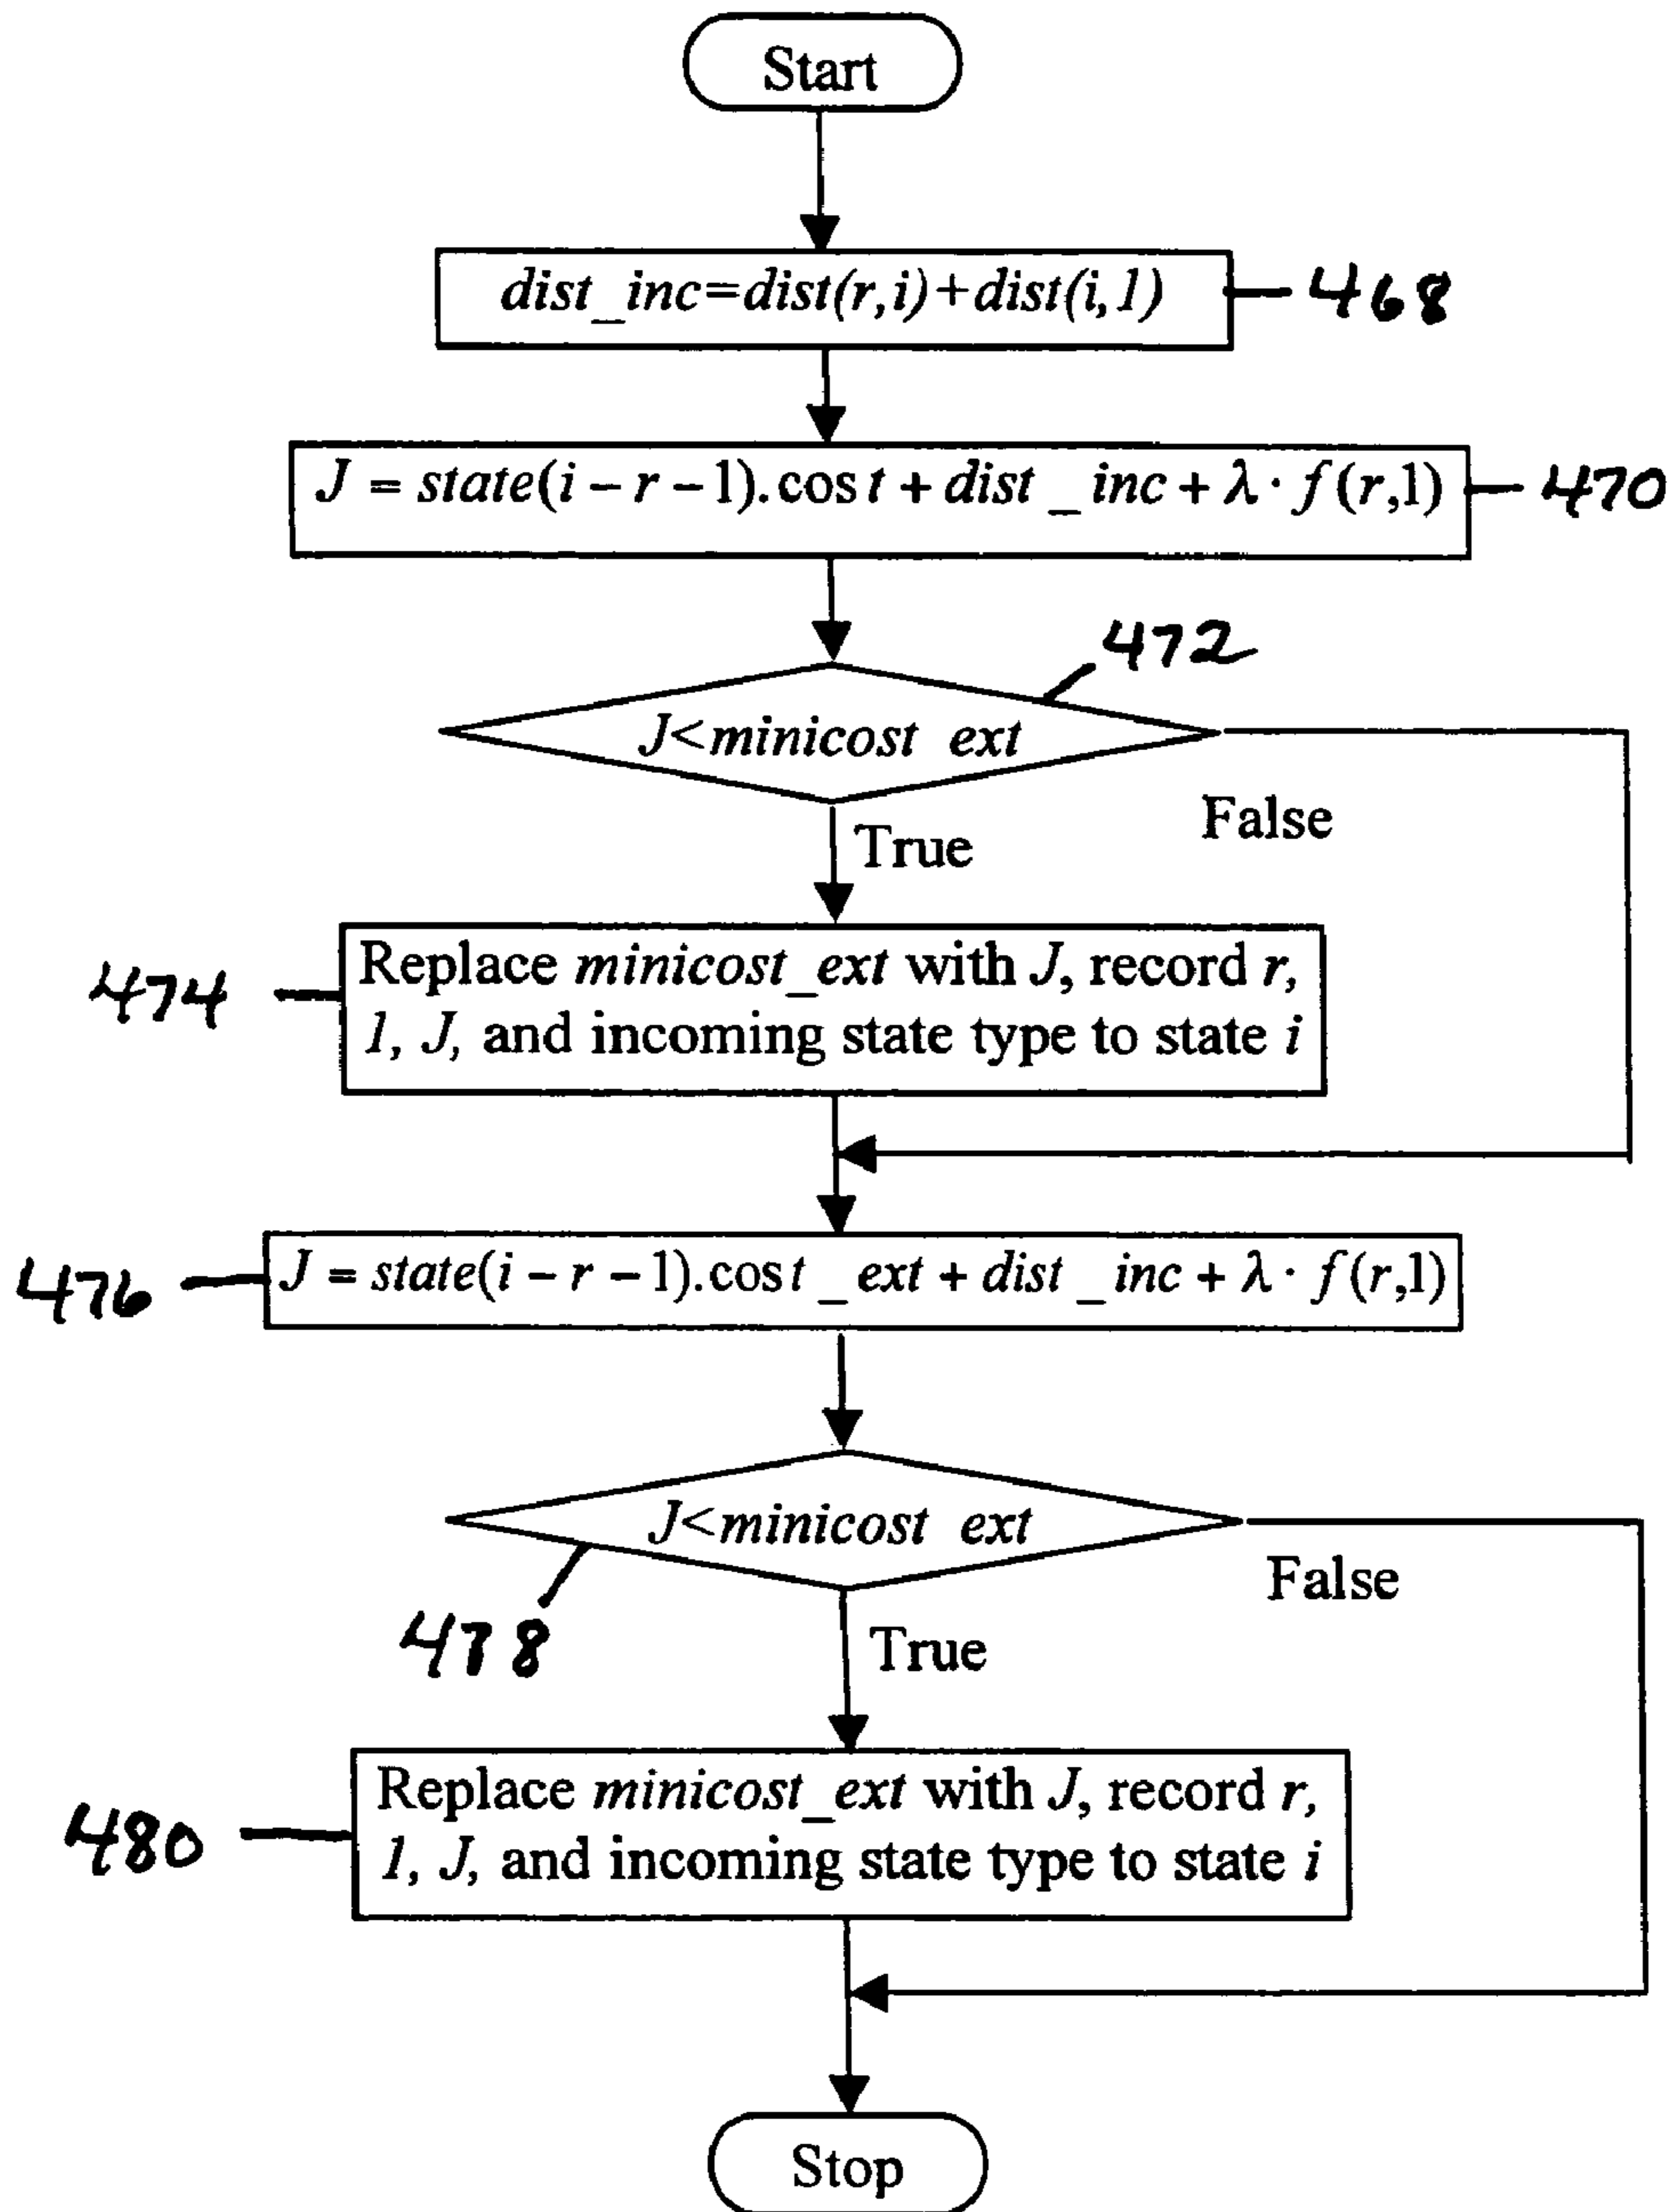 Start
dist_inc=dist(r,i)+dist(i,1)
468
J = state(i − r − 1).cost + dist_inc + λ · f(r,1)
470
472
J<minicost ext
False
True
474
Replace minicost_ext with J, record r,
1, J, and incoming state type to state i
476
J = state(i − r − 1).cost_ext + dist_inc + λ · f(r,1)
J<minicost ext
False
478
True
480
Replace minicost_ext with J, record r,
1, J, and incoming state type to state i
Stop